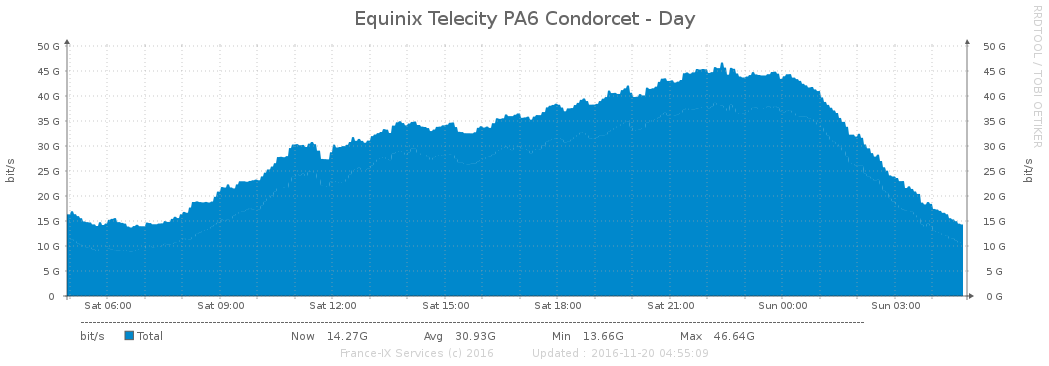 Equinix Telecity PA6 Condorcet - Day
RRDTOOL / TOBI OETIKER
50 G 50 G
45 G 45 G
40 G 40 G
35 G 35 G
30 G 30 G
25 G 25 G
20 G 20 G
15 G 15 G
10 G 10 G
5 G 5 G
0 0 G
bit/s
bit/s
Sat 06:00 Sat 09:00 Sat 12:00 Sat 15:00 Sat 18:00 Sat 21:00 Sun 00:00 Sun 03:00
bit/s Total Now 14.27G Avg 30.93G Min 13.66G Max 46.64G
France-IX Services (c) 2016 Updated : 2016-11-20 04:55:09